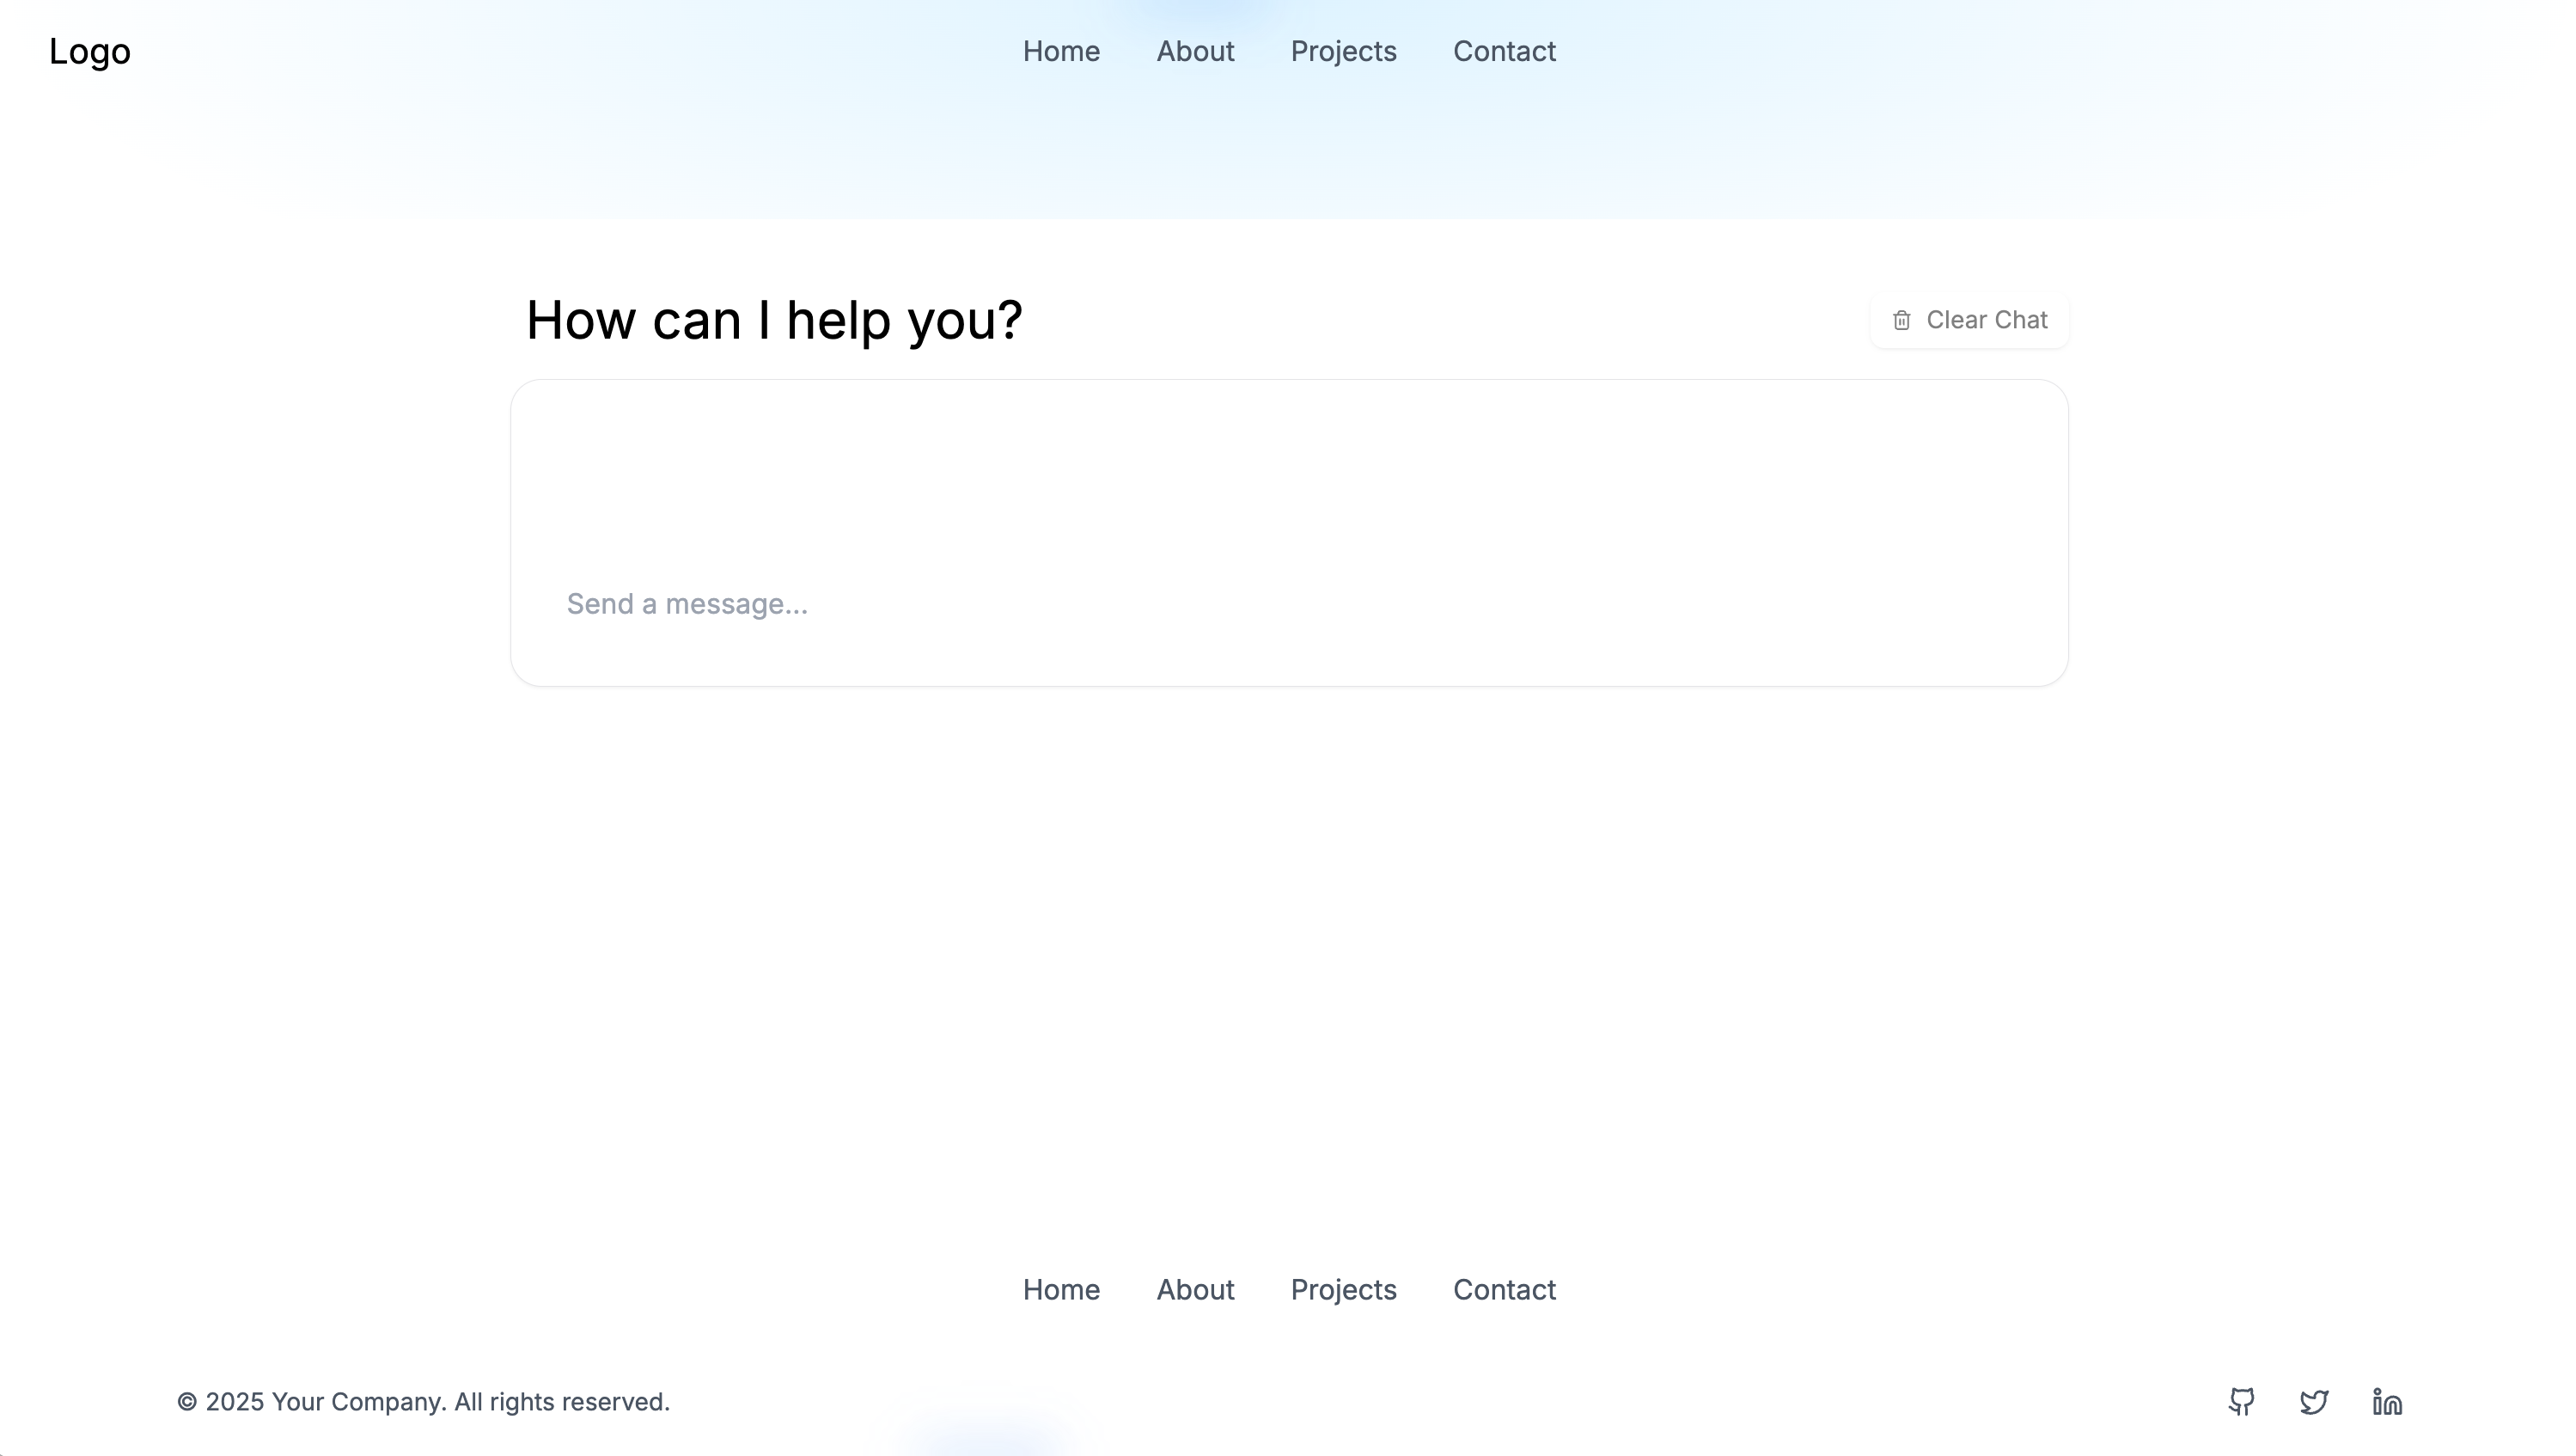 Logo
Home About Projects Contact
How can I help you?
Clear Chat
Send a message...
Home About Projects Contact
© 2025 Your Company. All rights reserved.